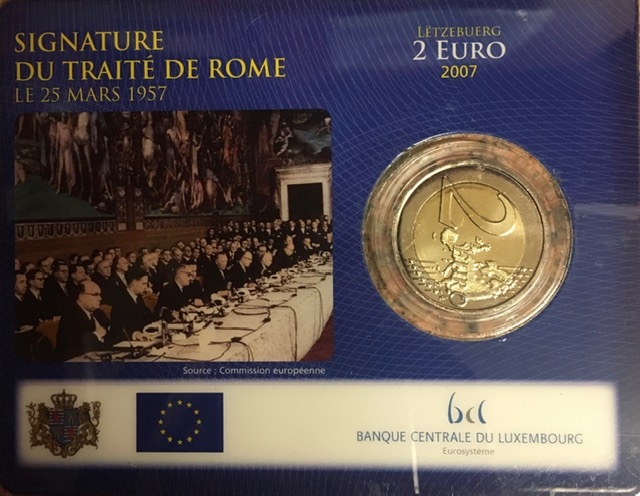 SIGNATURE
DU TRAITÉ DE ROME
LE 25 MARS 1957
LËTZEBUERG
2 EURO
2007
2
Source : Commission européenne
bcl
BANQUE CENTRALE DU LUXEMBOURG
Eurosystème